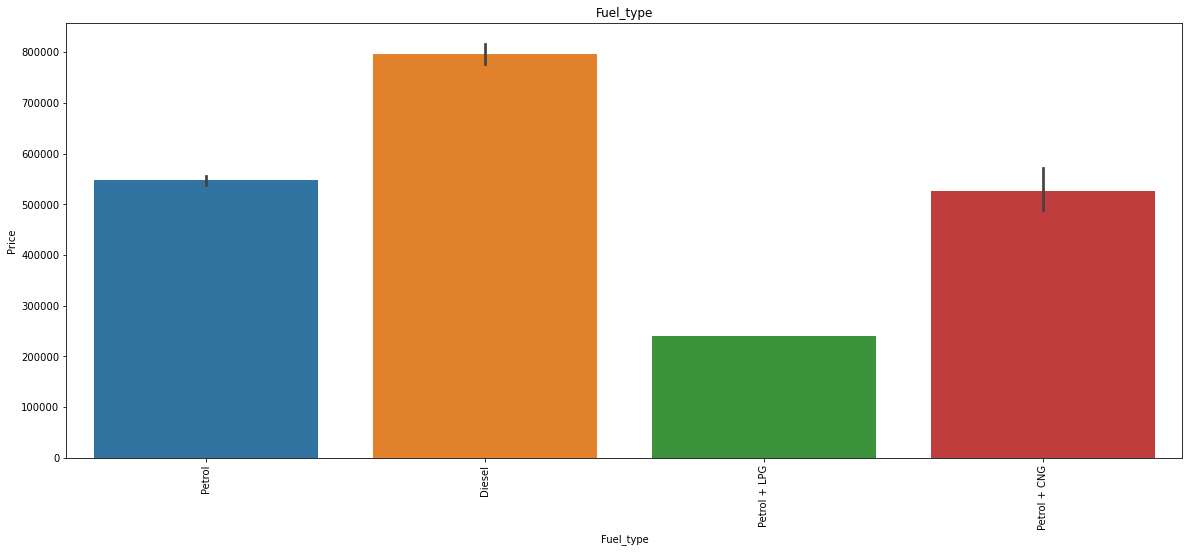 Fuel_type
800000
700000
600000
500000
400000
300000
200000
100000
0
Price
Petrol
Diesel
Petrol + LPG
Petrol + CNG
Fuel_type